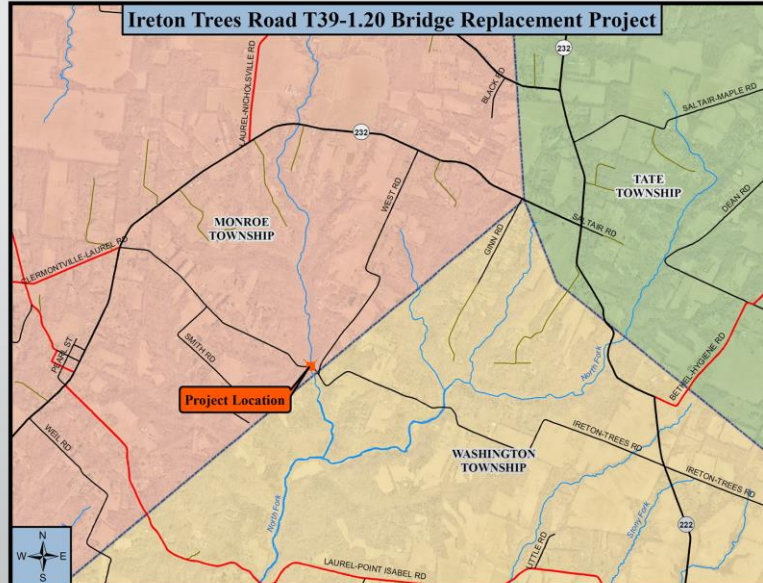 Ireton Trees Road T39-1.20 Bridge Replacement Project
232
SALTAIR-MAPLE RD
BLACK RD
LAUREL-NICHOLSVILLE RD
232
WEST RD
TATE
TOWNSHIP
DEAN RD
MONROE
TOWNSHIP
SALTAIR RD
GINN RD
CLERMONTVILLE-LAUREL RD
SMITH RD
PEARL ST
North Fork
BETHEL-HYGIENE RD
Project Location
WEIL RD
WASHINGTON
TOWNSHIP
IRETON-TREES RD
IRETON-TREES RD
North Fork
Stony Fork
222
LITTLE RD
LAUREL-POINT ISABEL RD
N
W E
S